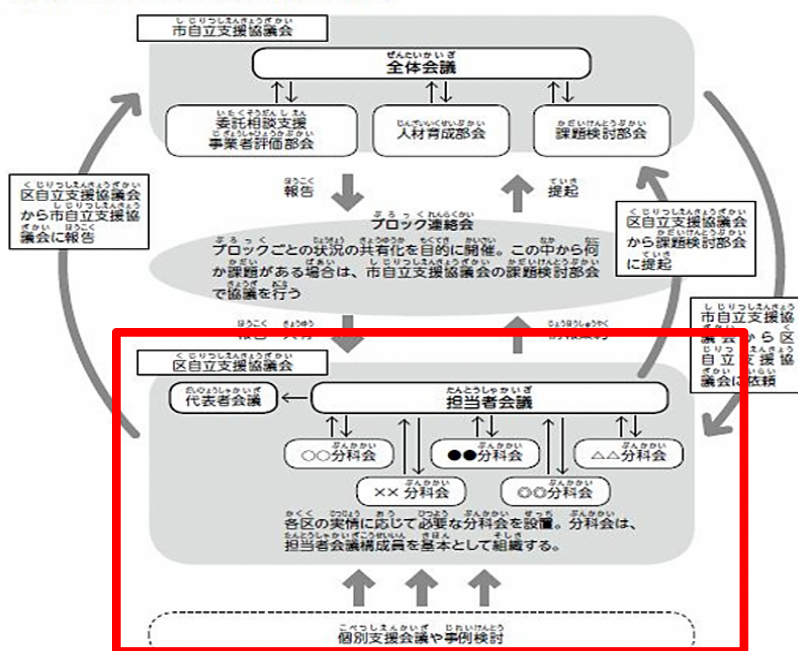 市自立支援協議会
全体会議
委託相談支援
事業者評価部会
人材育成部会
課題検討部会
報告
提起
区自立支援協議会
から市自立支援協
議会に報告
ブロック連絡会
ブロックごとの状況の共有化を目的に開催。この中から何
か課題がある場合は、市自立支援協議会の課題検討部会
で協議を行う
区自立支援協議会
から課題検討部会
に提起
市自立支援協
議会から区
自立支援協
議会に依頼
区自立支援協議会
代表者会議
担当者会議
○○分科会
●●分科会
△△分科会
××分科会
◎◎分科会
各区の実情に応じて必要な分科会を設置。分科会は、
担当者会議構成員を基本として組織する。
個別支援会議や事例検討